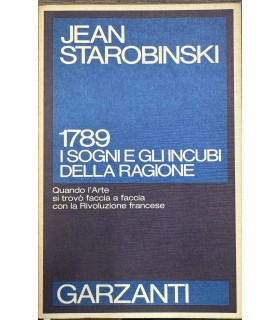 JEAN
STAROBINSKI
1789
I SOGNI E GLI INCUBI
DELLA RAGIONE
Quando l'Arte
si trovò faccia a faccia
con la Rivoluzione francese
GARZANTI